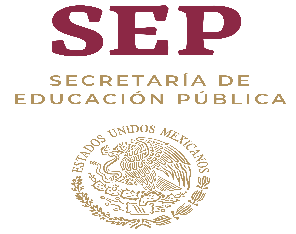 SEP
SECRETARÍA DE
EDUCACIÓN PÚBLICA
ESTADOS UNIDOS MEXICANOS